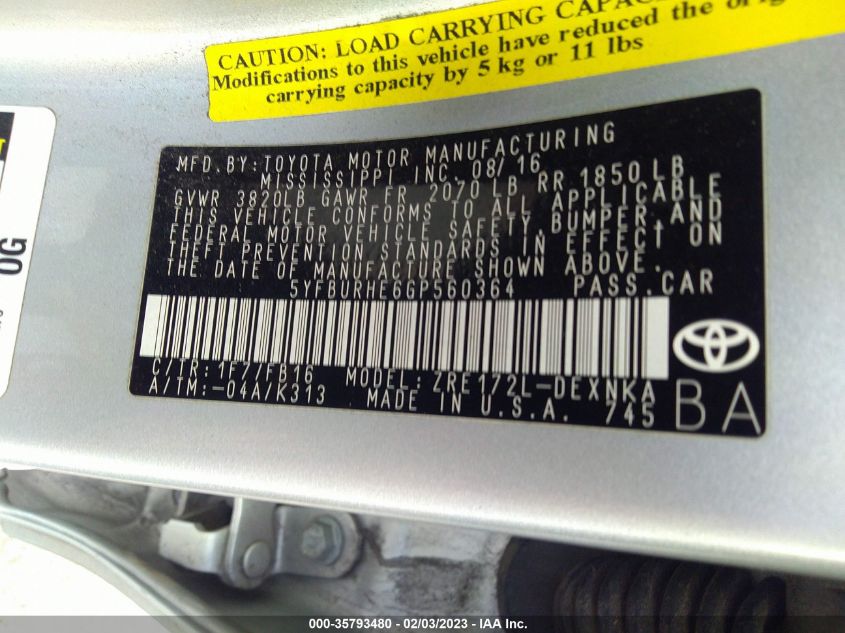 CAUTION: LOAD CARRYING
Modifications to this vehicle have reduced the
carrying capacity by 5 kg or 11 lbs
MFD.BY:TOYOTA MOTOR MANUFACTURING
MISSISSIPPI INC. 08/16
GVWR 3820LB GAWR FR 2070 LB RR 1850 LB
THIS VEHICLE CONFORMS TO ALL APPLICABLE
FEDERAL MOTOR VEHICLE SAFETY,BUMPER,AND
THEFT PREVENTION STANDARDS IN EFFECT ON
THE DATE OF MANUFACTURE SHOWN ABOVE.
5YFBURHE6GP560364 PASS.CAR
C/TR: 1F7/FB16 MODEL: ZRE172L-DEXNKA
A/TM:-04A/K313 MADE IN U.S.A. 745
BA
OG
000-35793480 - 02/03/2023 - IAA Inc.